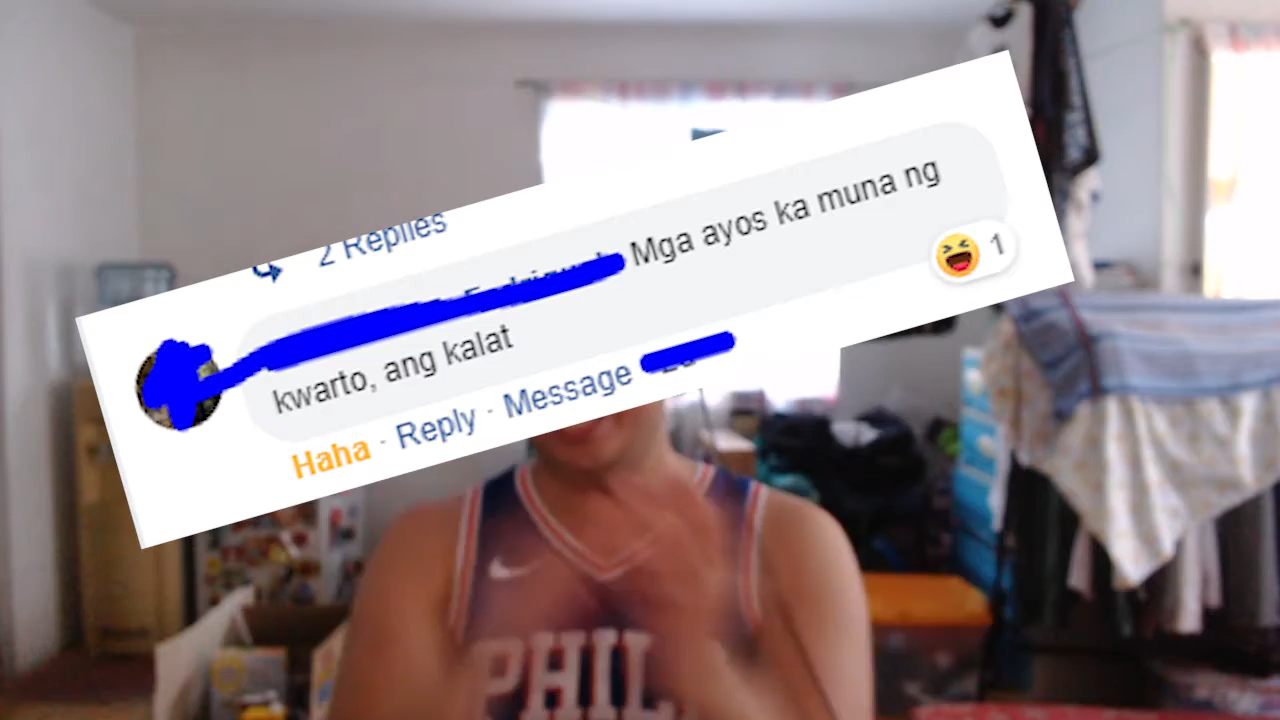 2 Replies
Mga ayos ka muna ng
kwarto, ang kalat
1
Haha · Reply · Message
PHIL